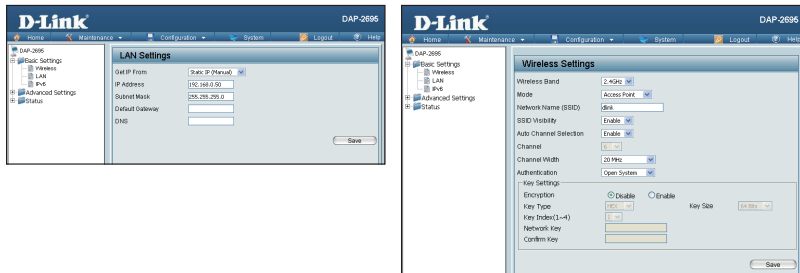 D-Link
DAP-2695
Home Maintenance Configuration System Logout Help
DAP-2695
Basic Settings
Wireless
LAN
IPv6
Advanced Settings
Status
LAN Settings
Get IP From Static IP (Manual)
IP Address 192.168.0.50
Subnet Mask 255.255.255.0
Default Gateway
DNS
Save
D-Link
DAP-2695
Home Maintenance Configuration System Logout Help
DAP-2695
Basic Settings
Wireless
LAN
IPv6
Advanced Settings
Status
Wireless Settings
Wireless Band 2.4GHz
Mode Access Point
Network Name (SSID) dlink
SSID Visibility Enable
Auto Channel Selection Enable
Channel 6
Channel Width 20 MHz
Authentication Open System
Key Settings
Encryption Disable Enable
Key Type HEX Key Size 64 Bits
Key Index(1~4) 1
Network Key
Confirm Key
Save